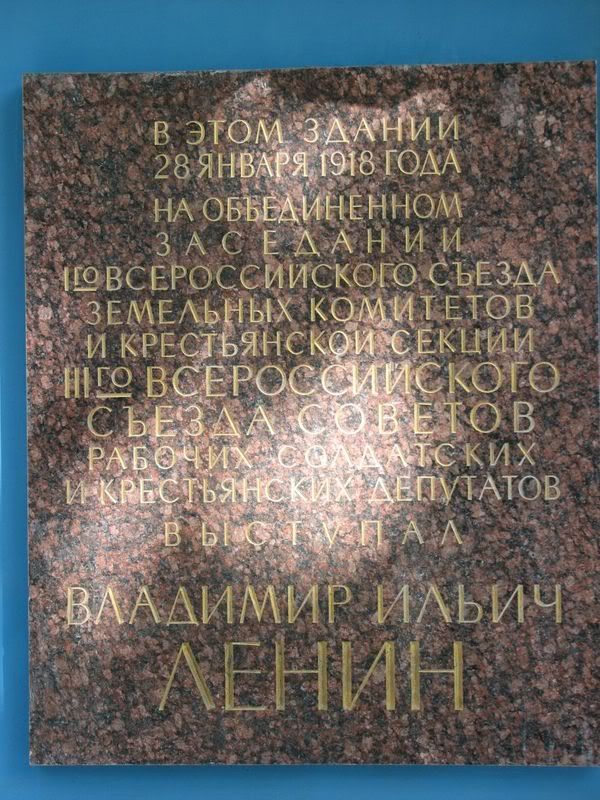 В ЭТОМ ЗДАНИИ
28 ЯНВАРЯ 1918 ГОДА
НА ОБЪЕДИНЕННОМ
ЗАСЕДАНИИ
IГО ВСЕРОССИЙСКОГО СЪЕЗДА
ЗЕМЕЛЬНЫХ КОМИТЕТОВ
И КРЕСТЬЯНСКОЙ СЕКЦИИ
IIIГО ВСЕРОССИЙСКОГО
СЪЕЗДА СОВЕТОВ
РАБОЧИХ СОЛДАТСКИХ
И КРЕСТЬЯНСКИХ ДЕПУТАТОВ
ВЫСТУПАЛ
ВЛАДИМИР ИЛЬИЧ
ЛЕНИН